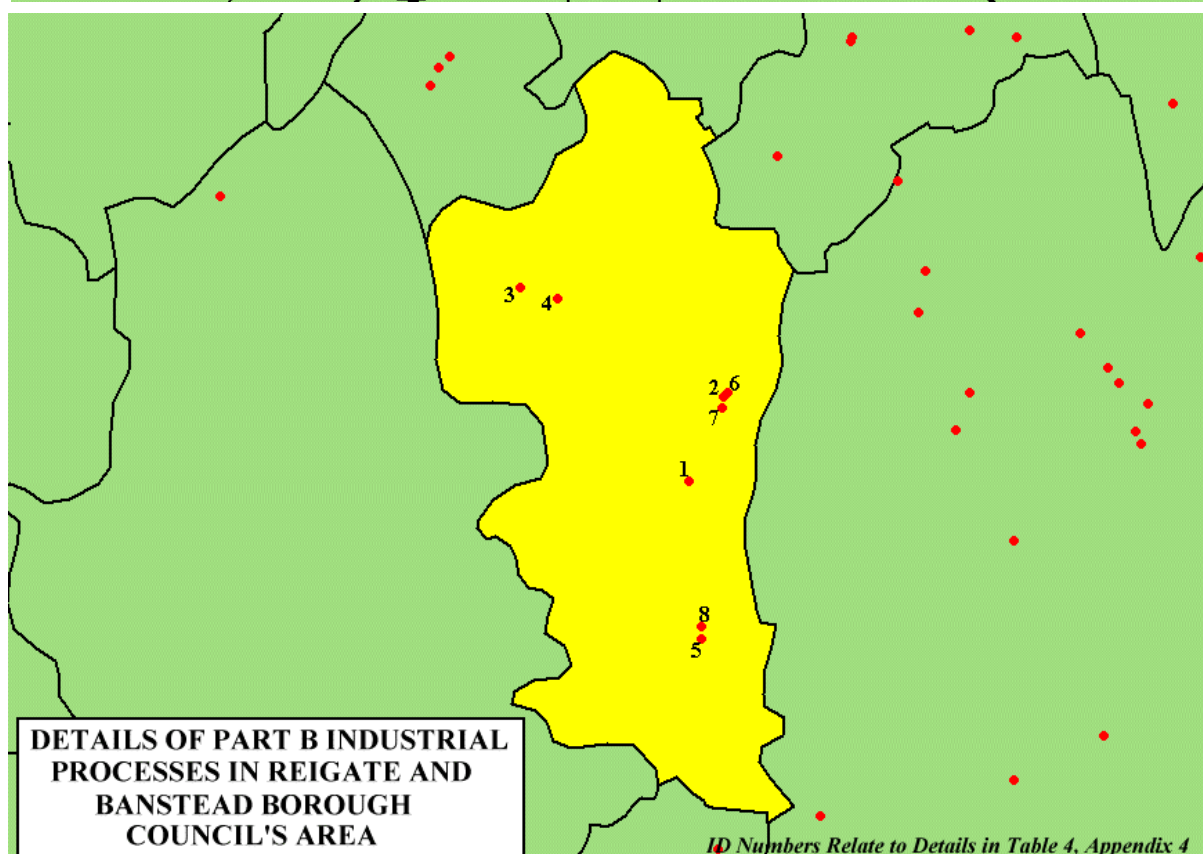 3
4
2 6
7
1
8
5
DETAILS OF PART B INDUSTRIAL
PROCESSES IN REIGATE AND
BANSTEAD BOROUGH
COUNCIL'S AREA
ID Numbers Relate to Details in Table 4, Appendix 4